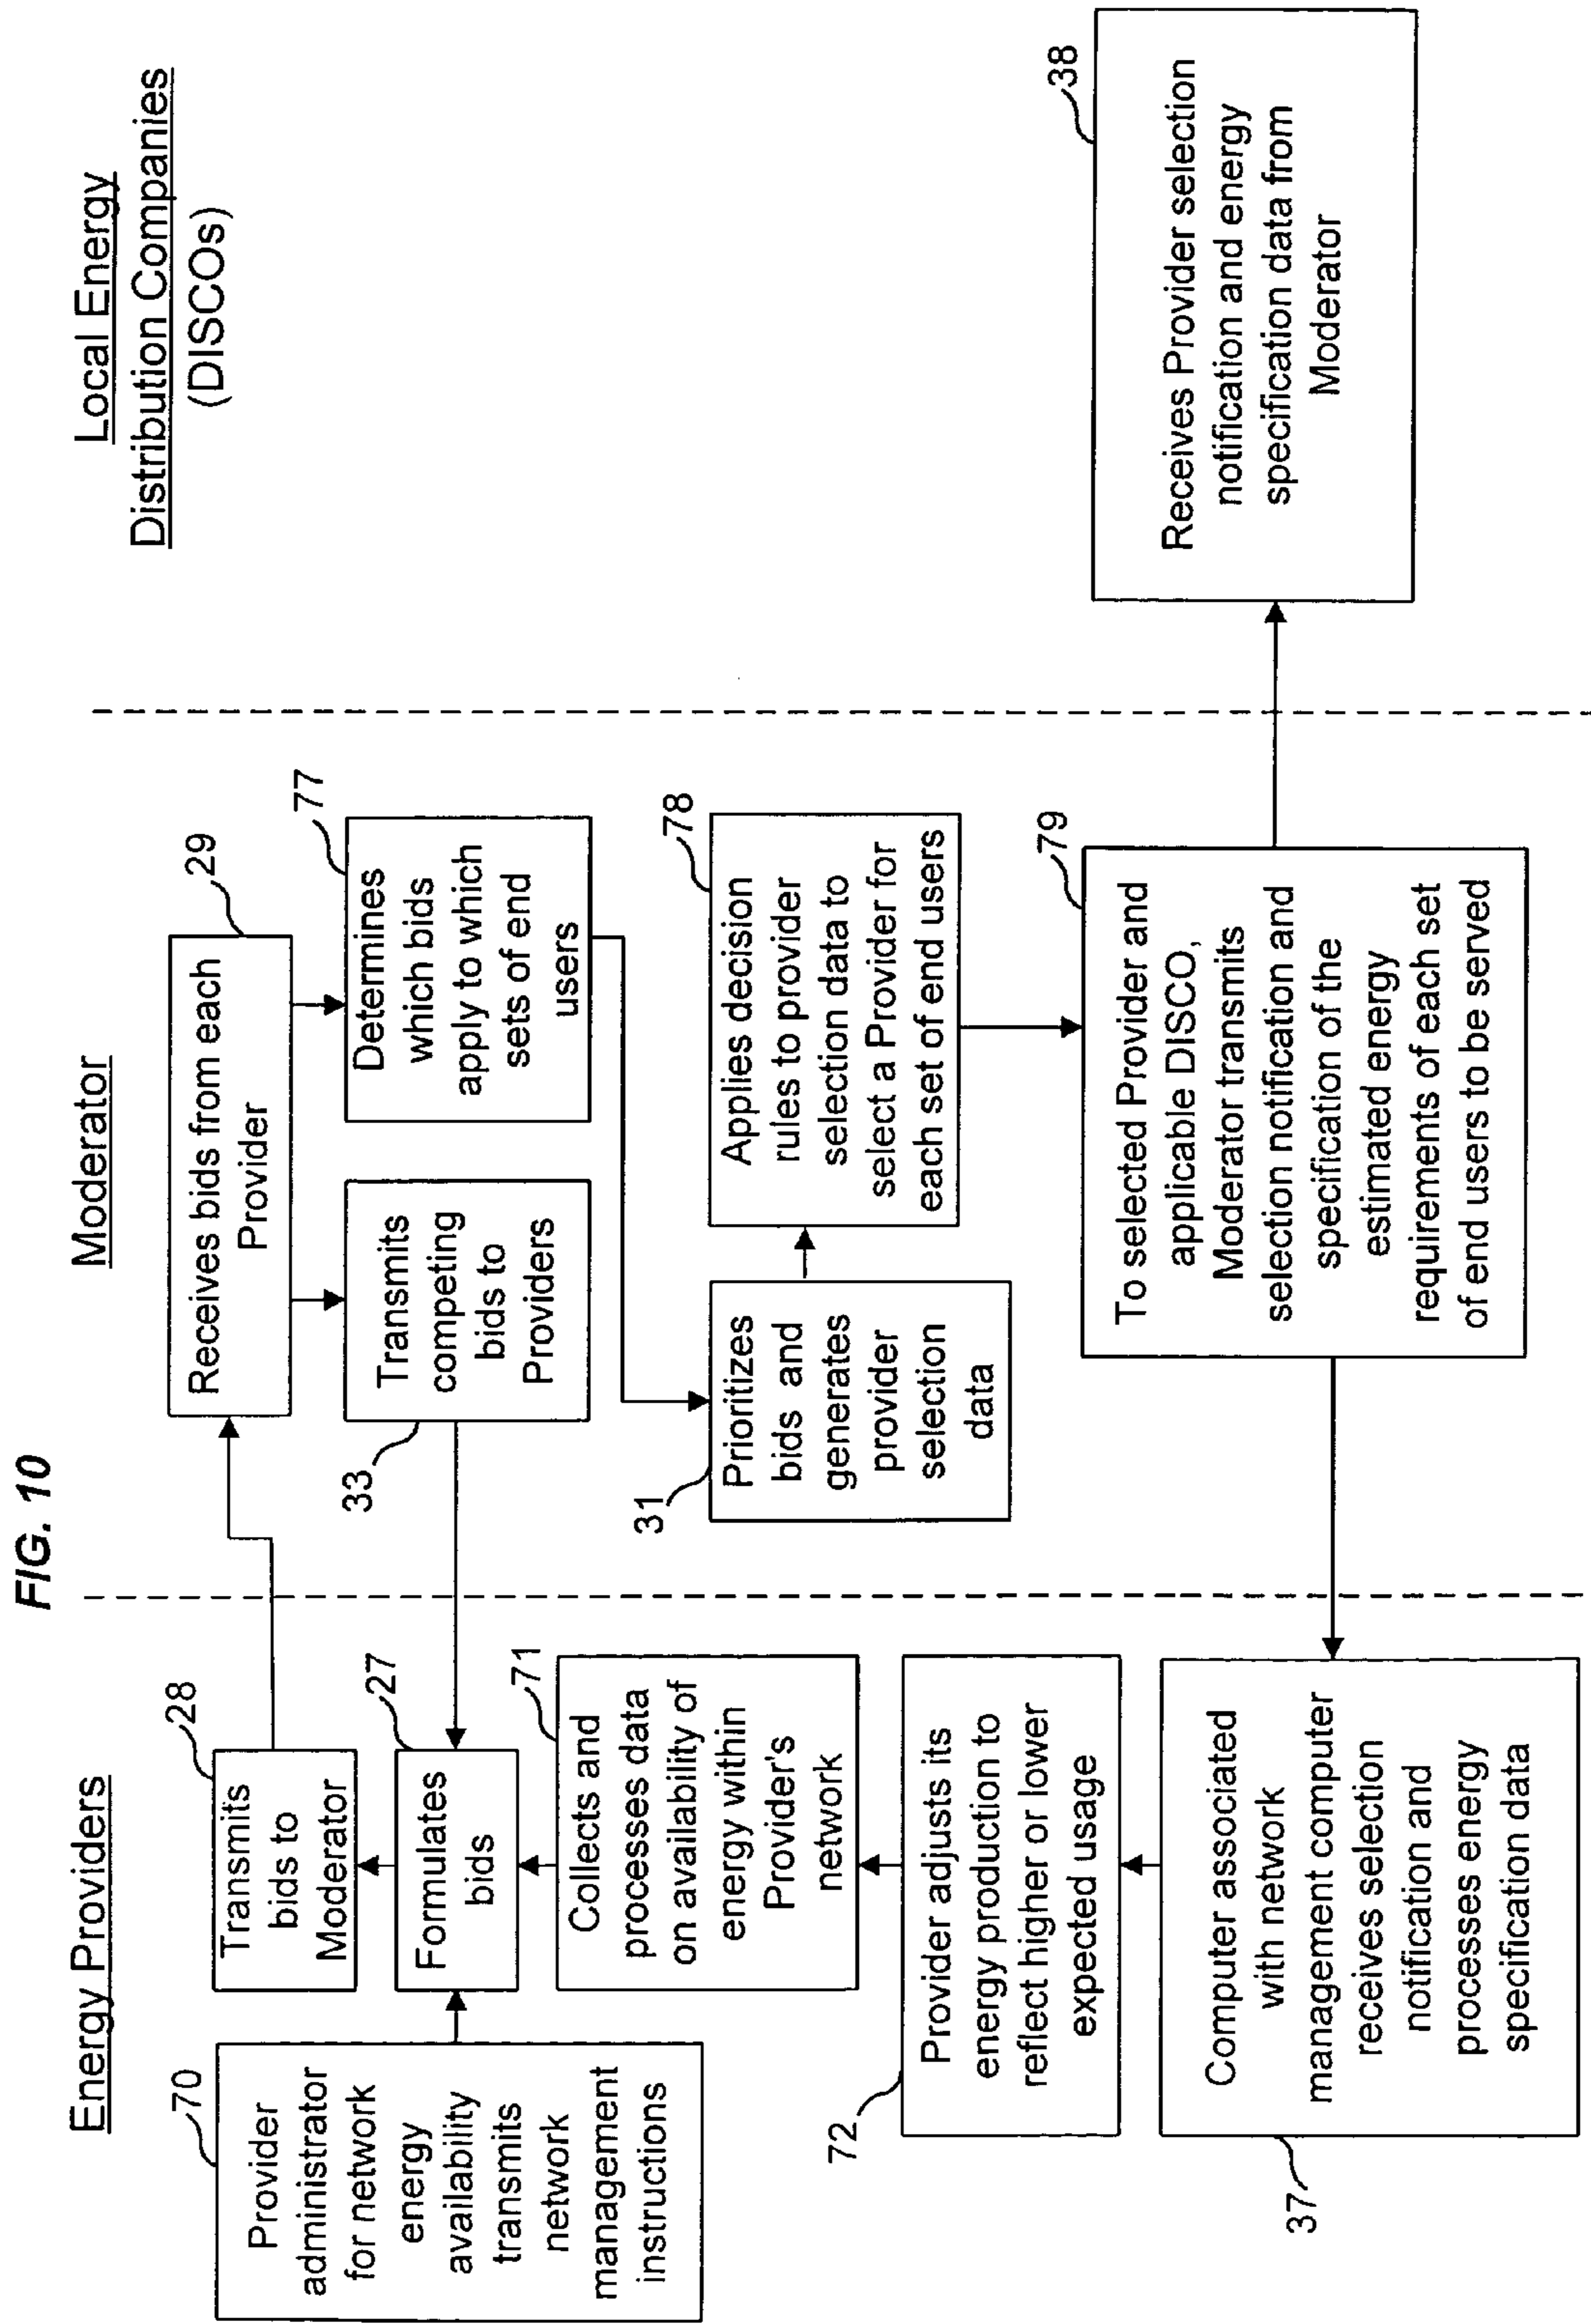 FIG. 10
Energy Providers
Moderator
Local Energy
Distribution Companies
(DISCOs)
70
Provider
administrator
for network
energy
availability
transmits
network
management
instructions
28
Transmits
bids to
Moderator
27
Formulates
bids
71
Collects and
processes data
on availability of
energy within
Provider's
network
72
Provider adjusts its
energy production to
reflect higher or lower
expected usage
37
Computer associated
with network
management computer
receives selection
notification and
processes energy
specification data
29
Receives bids from each
Provider
33
Transmits
competing
bids to
Providers
77
Determines
which bids
apply to which
sets of end
users
31
Prioritizes
bids and
generates
provider
selection
data
78
Applies decision
rules to provider
selection data to
select a Provider for
each set of end users
79
To selected Provider and
applicable DISCO,
Moderator transmits
selection notification and
specification of the
estimated energy
requirements of each set
of end users to be served
38
Receives Provider selection
notification and energy
specification data from
Moderator